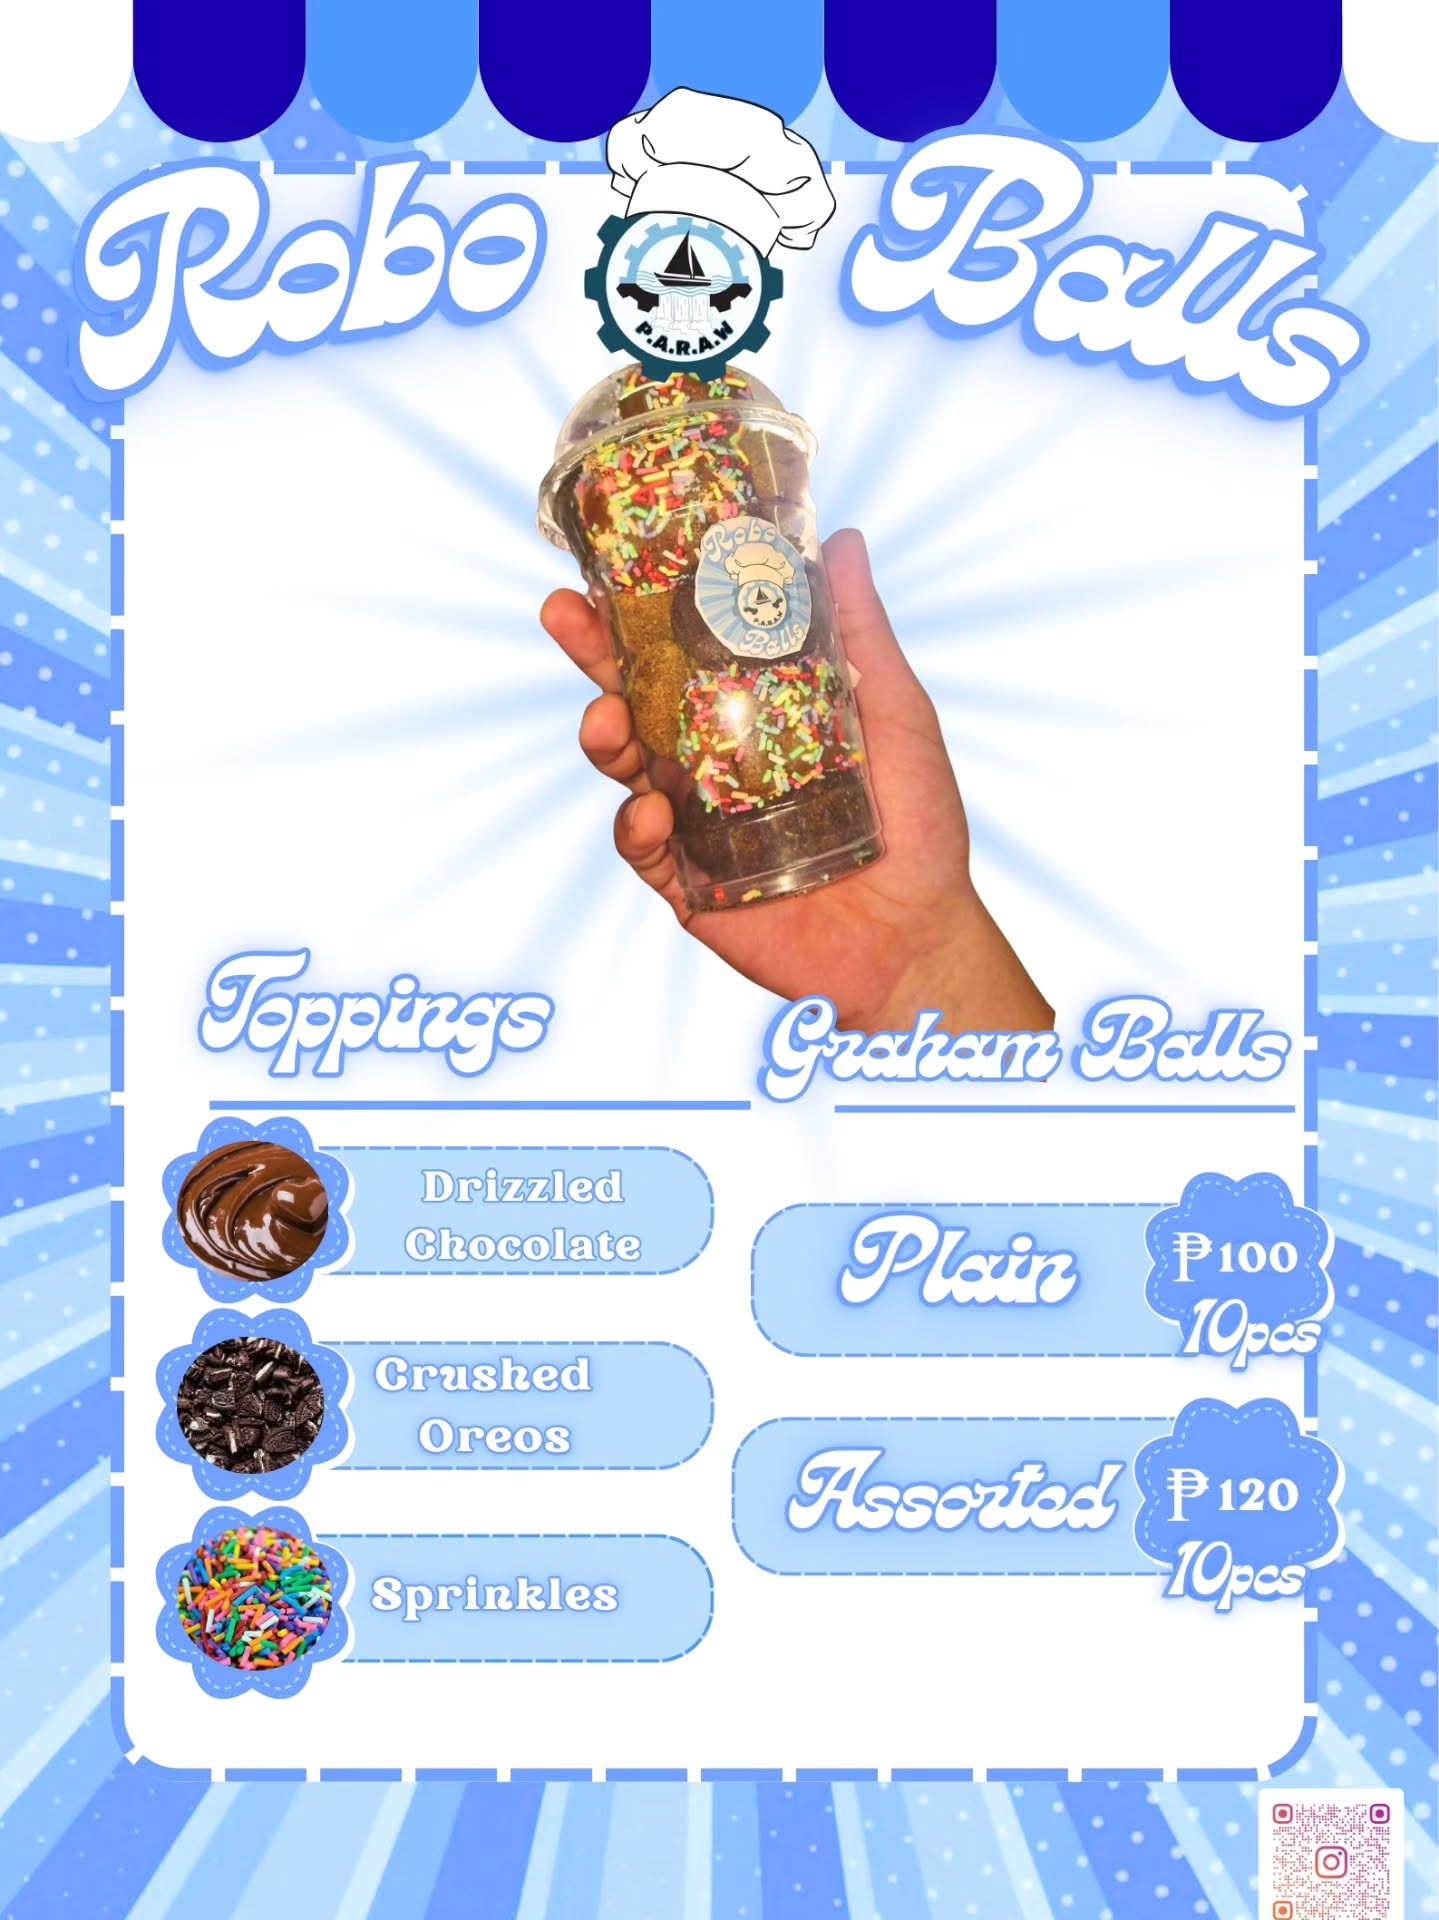 Robo Balls
P.A.R.A.W
Robo
P.A.R.A.W
Balls
Toppings
Graham Balls
Drizzled
Chocolate
Crushed
Oreos
Sprinkles
Plain
₱100
10pcs
Assorted
₱120
10pcs